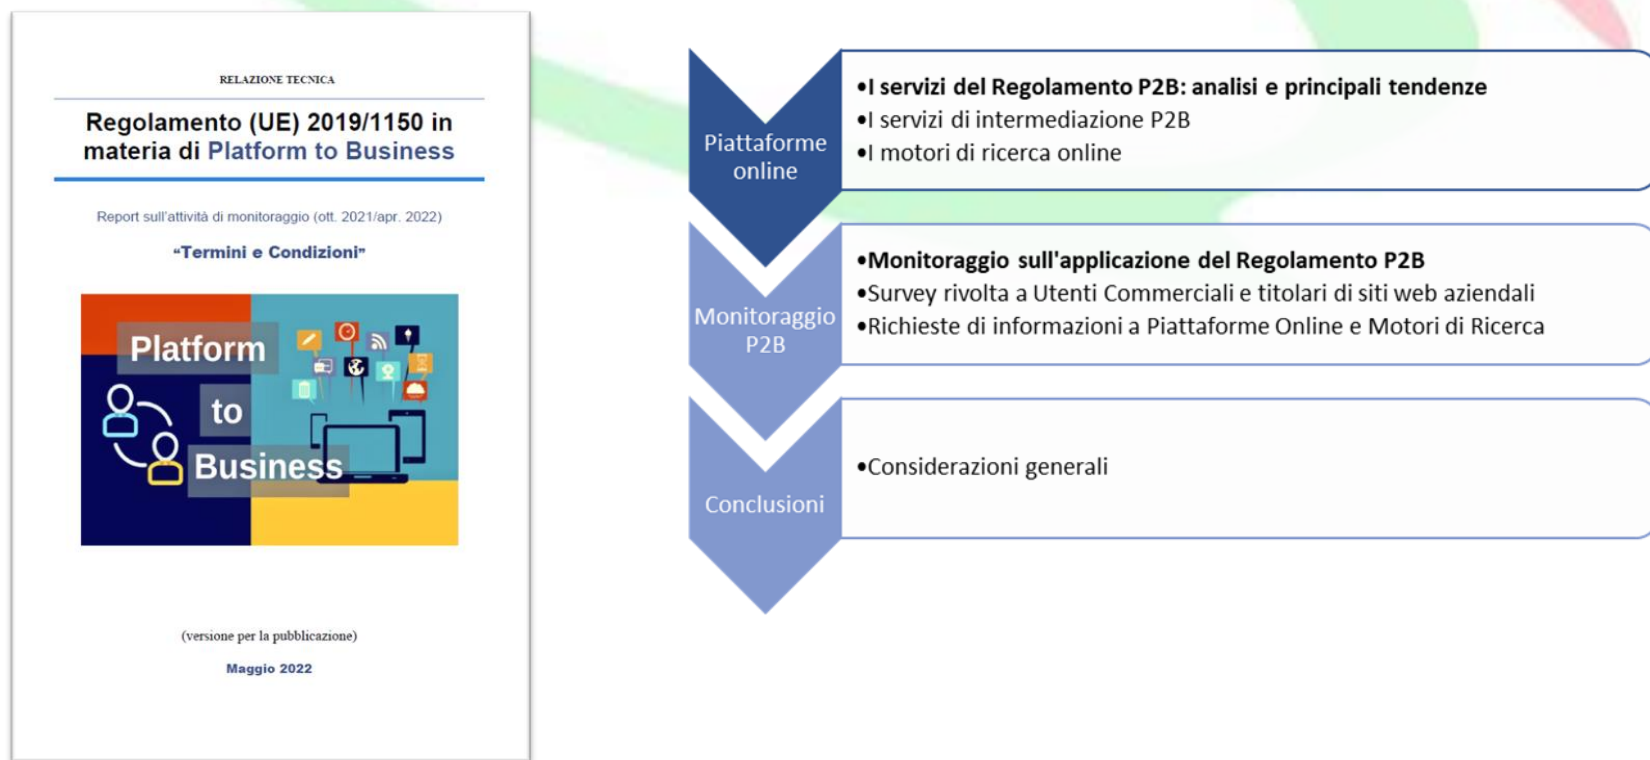 RELAZIONE TECNICA
Regolamento (UE) 2019/1150 in
materia di Platform to Business
Report sull'attività di monitoraggio (ott. 2021/apr. 2022)
“Termini e Condizioni”
Platform
to
Business
(versione per la pubblicazione)
Maggio 2022
Piattaforme
online
•I servizi del Regolamento P2B: analisi e principali tendenze
•I servizi di intermediazione P2B
•I motori di ricerca online
Monitoraggio
P2B
•Monitoraggio sull'applicazione del Regolamento P2B
•Survey rivolta a Utenti Commerciali e titolari di siti web aziendali
•Richieste di informazioni a Piattaforme Online e Motori di Ricerca
Conclusioni
•Considerazioni generali